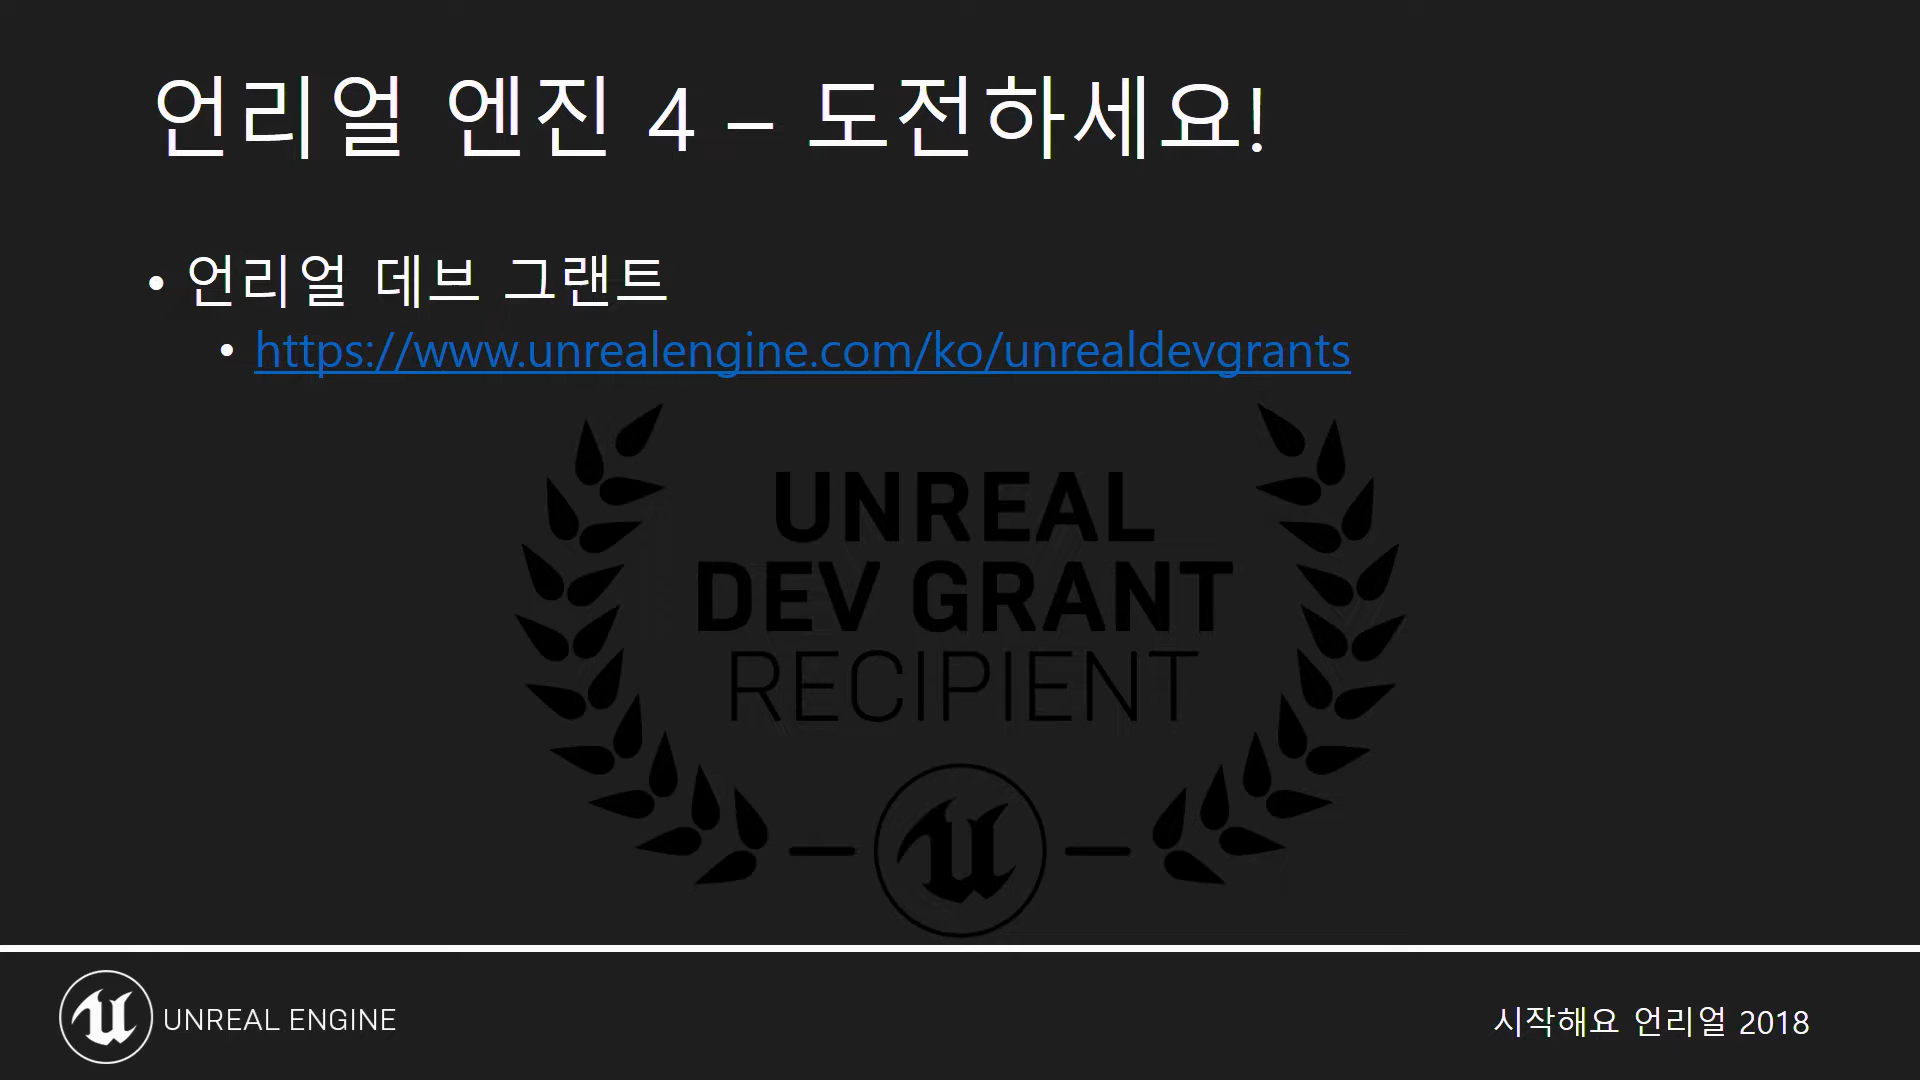 언리얼 엔진 4 – 도전하세요!
• 언리얼 데브 그랜트
• https://www.unrealengine.com/ko/unrealdevgrants
UNREAL
DEV GRANT
RECIPIENT
UNREAL ENGINE
시작해요 언리얼 2018